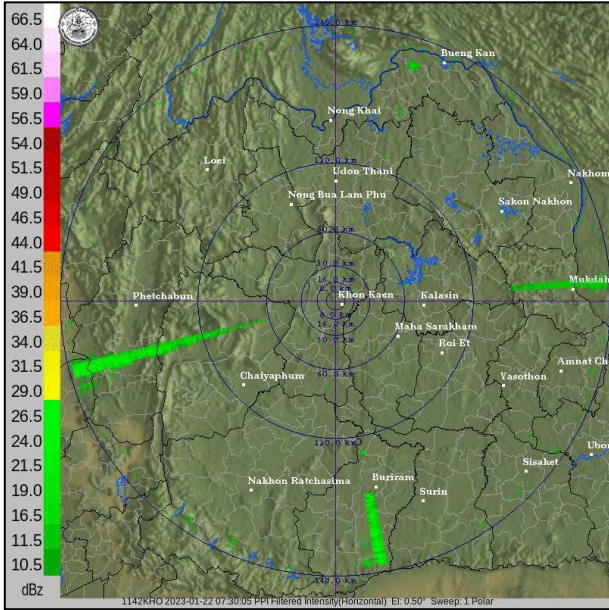 66.5
64.0
61.5
59.0
56.5
54.0
51.5
49.0
46.5
44.0
41.5
39.0
36.5
34.0
31.5
29.0
26.5
24.0
21.5
19.0
16.5
13.0
10.5
dBz
Bueng Kan
Nong Khai
Loei
Udon Thani
Nakhom
Nong Bua Lam Phu
Sakon Nakhon
Mukdah
Phetchabun
Khon Kaen
Kalasin
Maha Sarakham
Roi-Et
Amnat Ch
Chaiyaphum
Yasothon
60.0 km
120.0 km
Ubon
Sisaket
Nakhon Ratchasima
Buriram
Surin
1142KHO 2023-01-22 07:30:05 PPI Filtered Intensity(Horizontal) El: 0.50° Sweep: 1 Polar